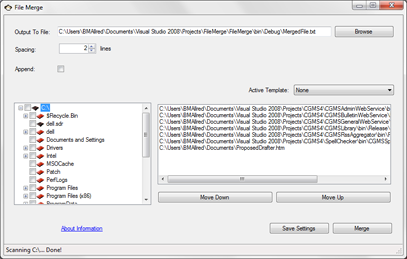 File Merge
Output To File: C:\Users\BMAllred\Documents\Visual Studio 2008\Projects\FileMerge\FileMerge\bin\Debug\MergedFile.txt Browse
Spacing: 2 lines
Append:
Active Template: None
C:\
$Recycle.Bin
dell.sdr
dell
Documents and Settings
Drivers
Intel
MSOCache
Patch
PerfLogs
Program Files
Program Files (x86)
ProgramData
C:\Users\BMAllred\Documents\Visual Studio 2008\Projects\CGMS4\CGMSAdminWebService\
C:\Users\BMAllred\Documents\Visual Studio 2008\Projects\CGMS4\CGMSBulletinWebService\
C:\Users\BMAllred\Documents\Visual Studio 2008\Projects\CGMS4\CGMSGeneralWebService\
C:\Users\BMAllred\Documents\Visual Studio 2008\Projects\CGMS4\CGMSLibrary\bin\Release\
C:\Users\BMAllred\Documents\Visual Studio 2008\Projects\CGMS4\CGMSRssAggregator\bin\
C:\Users\BMAllred\Documents\Visual Studio 2008\Projects\CGMS4\SpellChecker\bin\CGMSSp
C:\Users\BMAllred\Documents\ProposedDrafter.htm
Move Down Move Up
About Information Save Settings Merge
Scanning C:\... Done!